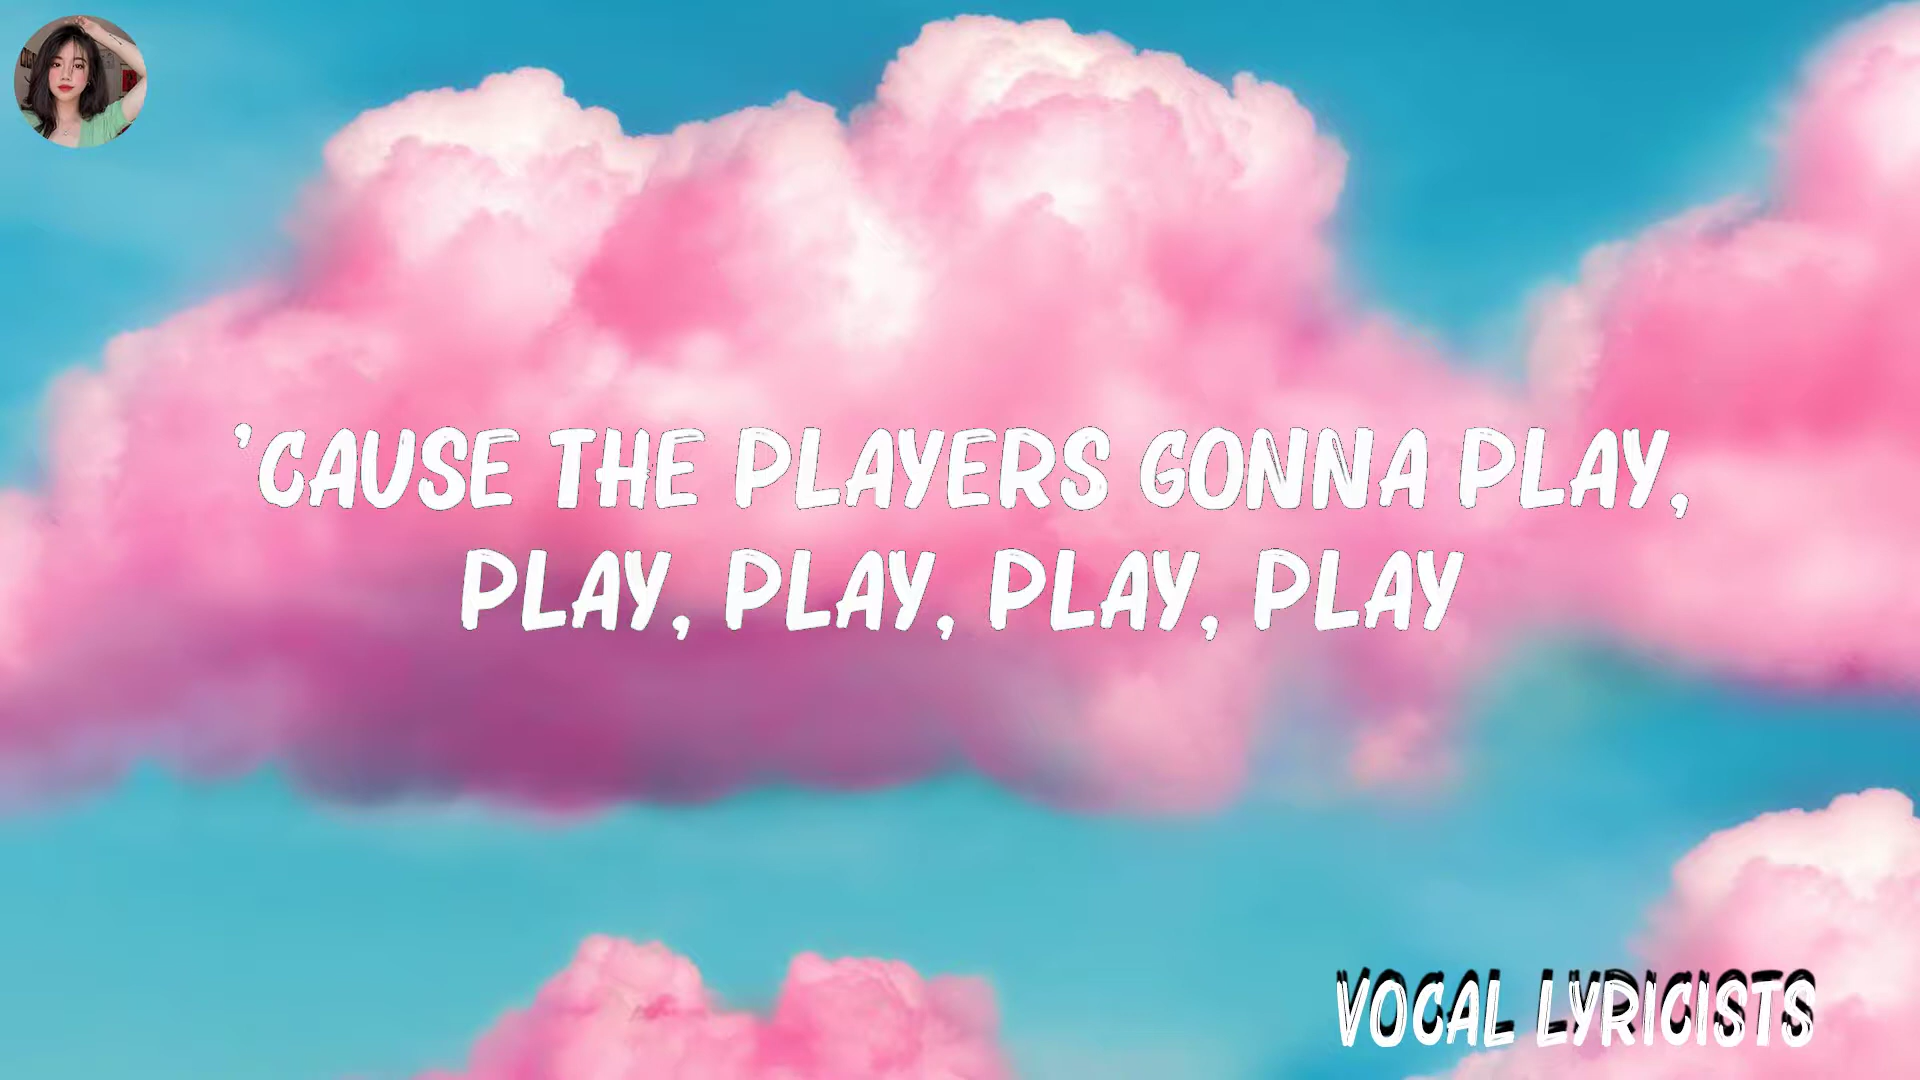 'CAUSE THE PLAYERS GONNA PLAY,
PLAY, PLAY, PLAY, PLAY
VOCAL LYRICISTS